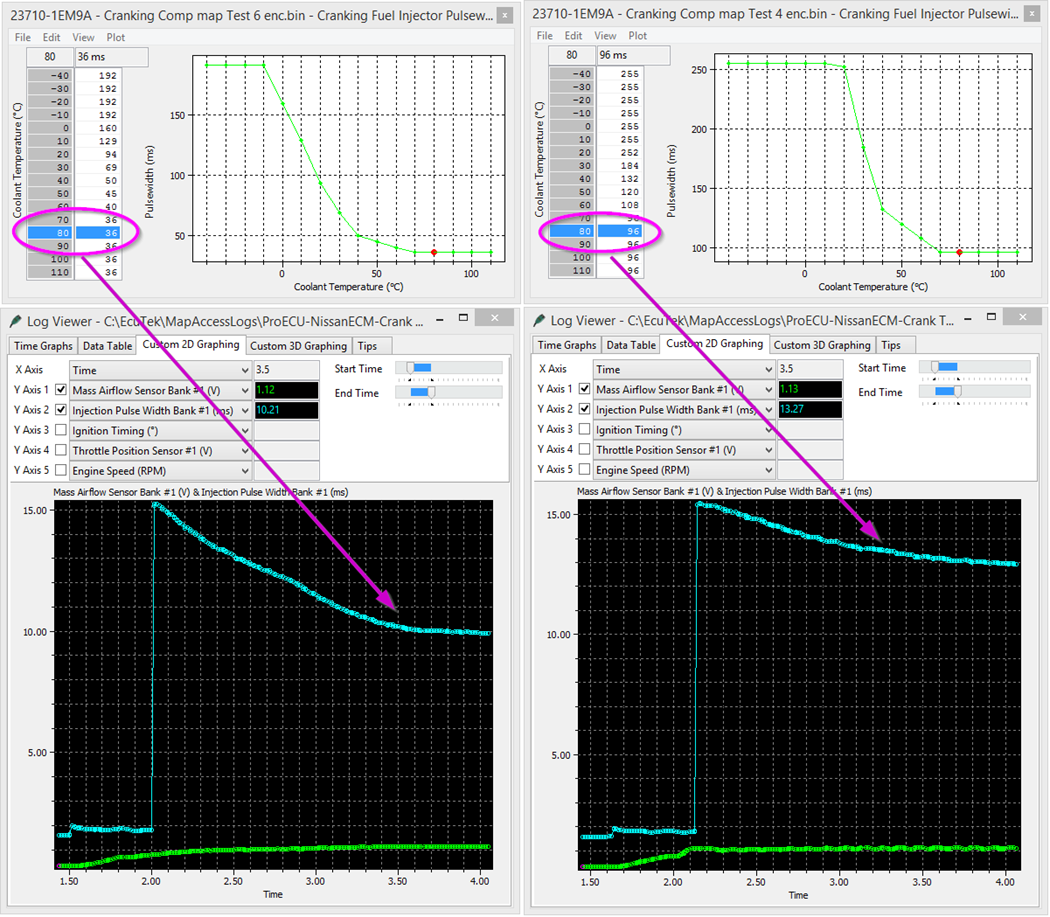 23710-1EM9A - Cranking Comp map Test 6 enc.bin - Cranking Fuel Injector Pulsew... x
File Edit View Plot
80 36 ms
Coolant Temperature (°C)
-40 192
-30 192
-20 192
-10 192
0 160
10 129
20 94
30 69
40 50
50 45
60 40
70 36
80 36
90 36
100 36
110 36
Pulsewidth (ms)
150
100
50
0 50 100
Coolant Temperature (°C)
23710-1EM9A - Cranking Comp map Test 4 enc.bin - Cranking Fuel Injector Pulsewi... x
File Edit View Plot
80 96 ms
Coolant Temperature (°C)
-40 255
-30 255
-20 255
-10 255
0 255
10 255
20 252
30 184
40 132
50 120
60 108
70 96
80 96
90 96
100 96
110 96
Pulsewidth (ms)
250
200
150
100
0 50 100
Coolant Temperature (°C)
Log Viewer - C:\EcuTek\MapAccessLogs\ProECU-NissanECM-Crank ...
Time Graphs Data Table Custom 2D Graphing Custom 3D Graphing Tips
X Axis Time 3.5 Start Time
Y Axis 1 Mass Airflow Sensor Bank #1 (V) 1.12
End Time
Y Axis 2 Injection Pulse Width Bank #1 (ms) 10.21
Y Axis 3 Ignition Timing (°)
Y Axis 4 Throttle Position Sensor #1 (V)
Y Axis 5 Engine Speed (RPM)
Mass Airflow Sensor Bank #1 (V) & Injection Pulse Width Bank #1 (ms)
15.00
10.00
5.00
1.50 2.00 2.50 3.00 3.50 4.00
Time
Log Viewer - C:\EcuTek\MapAccessLogs\ProECU-NissanECM-Crank T...
Time Graphs Data Table Custom 2D Graphing Custom 3D Graphing Tips
X Axis Time 3.5 Start Time
Y Axis 1 Mass Airflow Sensor Bank #1 (V) 1.13
End Time
Y Axis 2 Injection Pulse Width Bank #1 (ms) 13.27
Y Axis 3 Ignition Timing (°)
Y Axis 4 Throttle Position Sensor #1 (V)
Y Axis 5 Engine Speed (RPM)
Mass Airflow Sensor Bank #1 (V) & Injection Pulse Width Bank #1 (ms)
15.00
10.00
5.00
1.50 2.00 2.50 3.00 3.50 4.00
Time